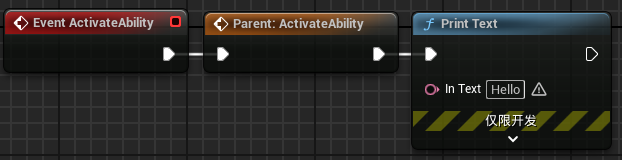 Event ActivateAbility
Parent: ActivateAbility
Print Text
In Text Hello
仅限开发